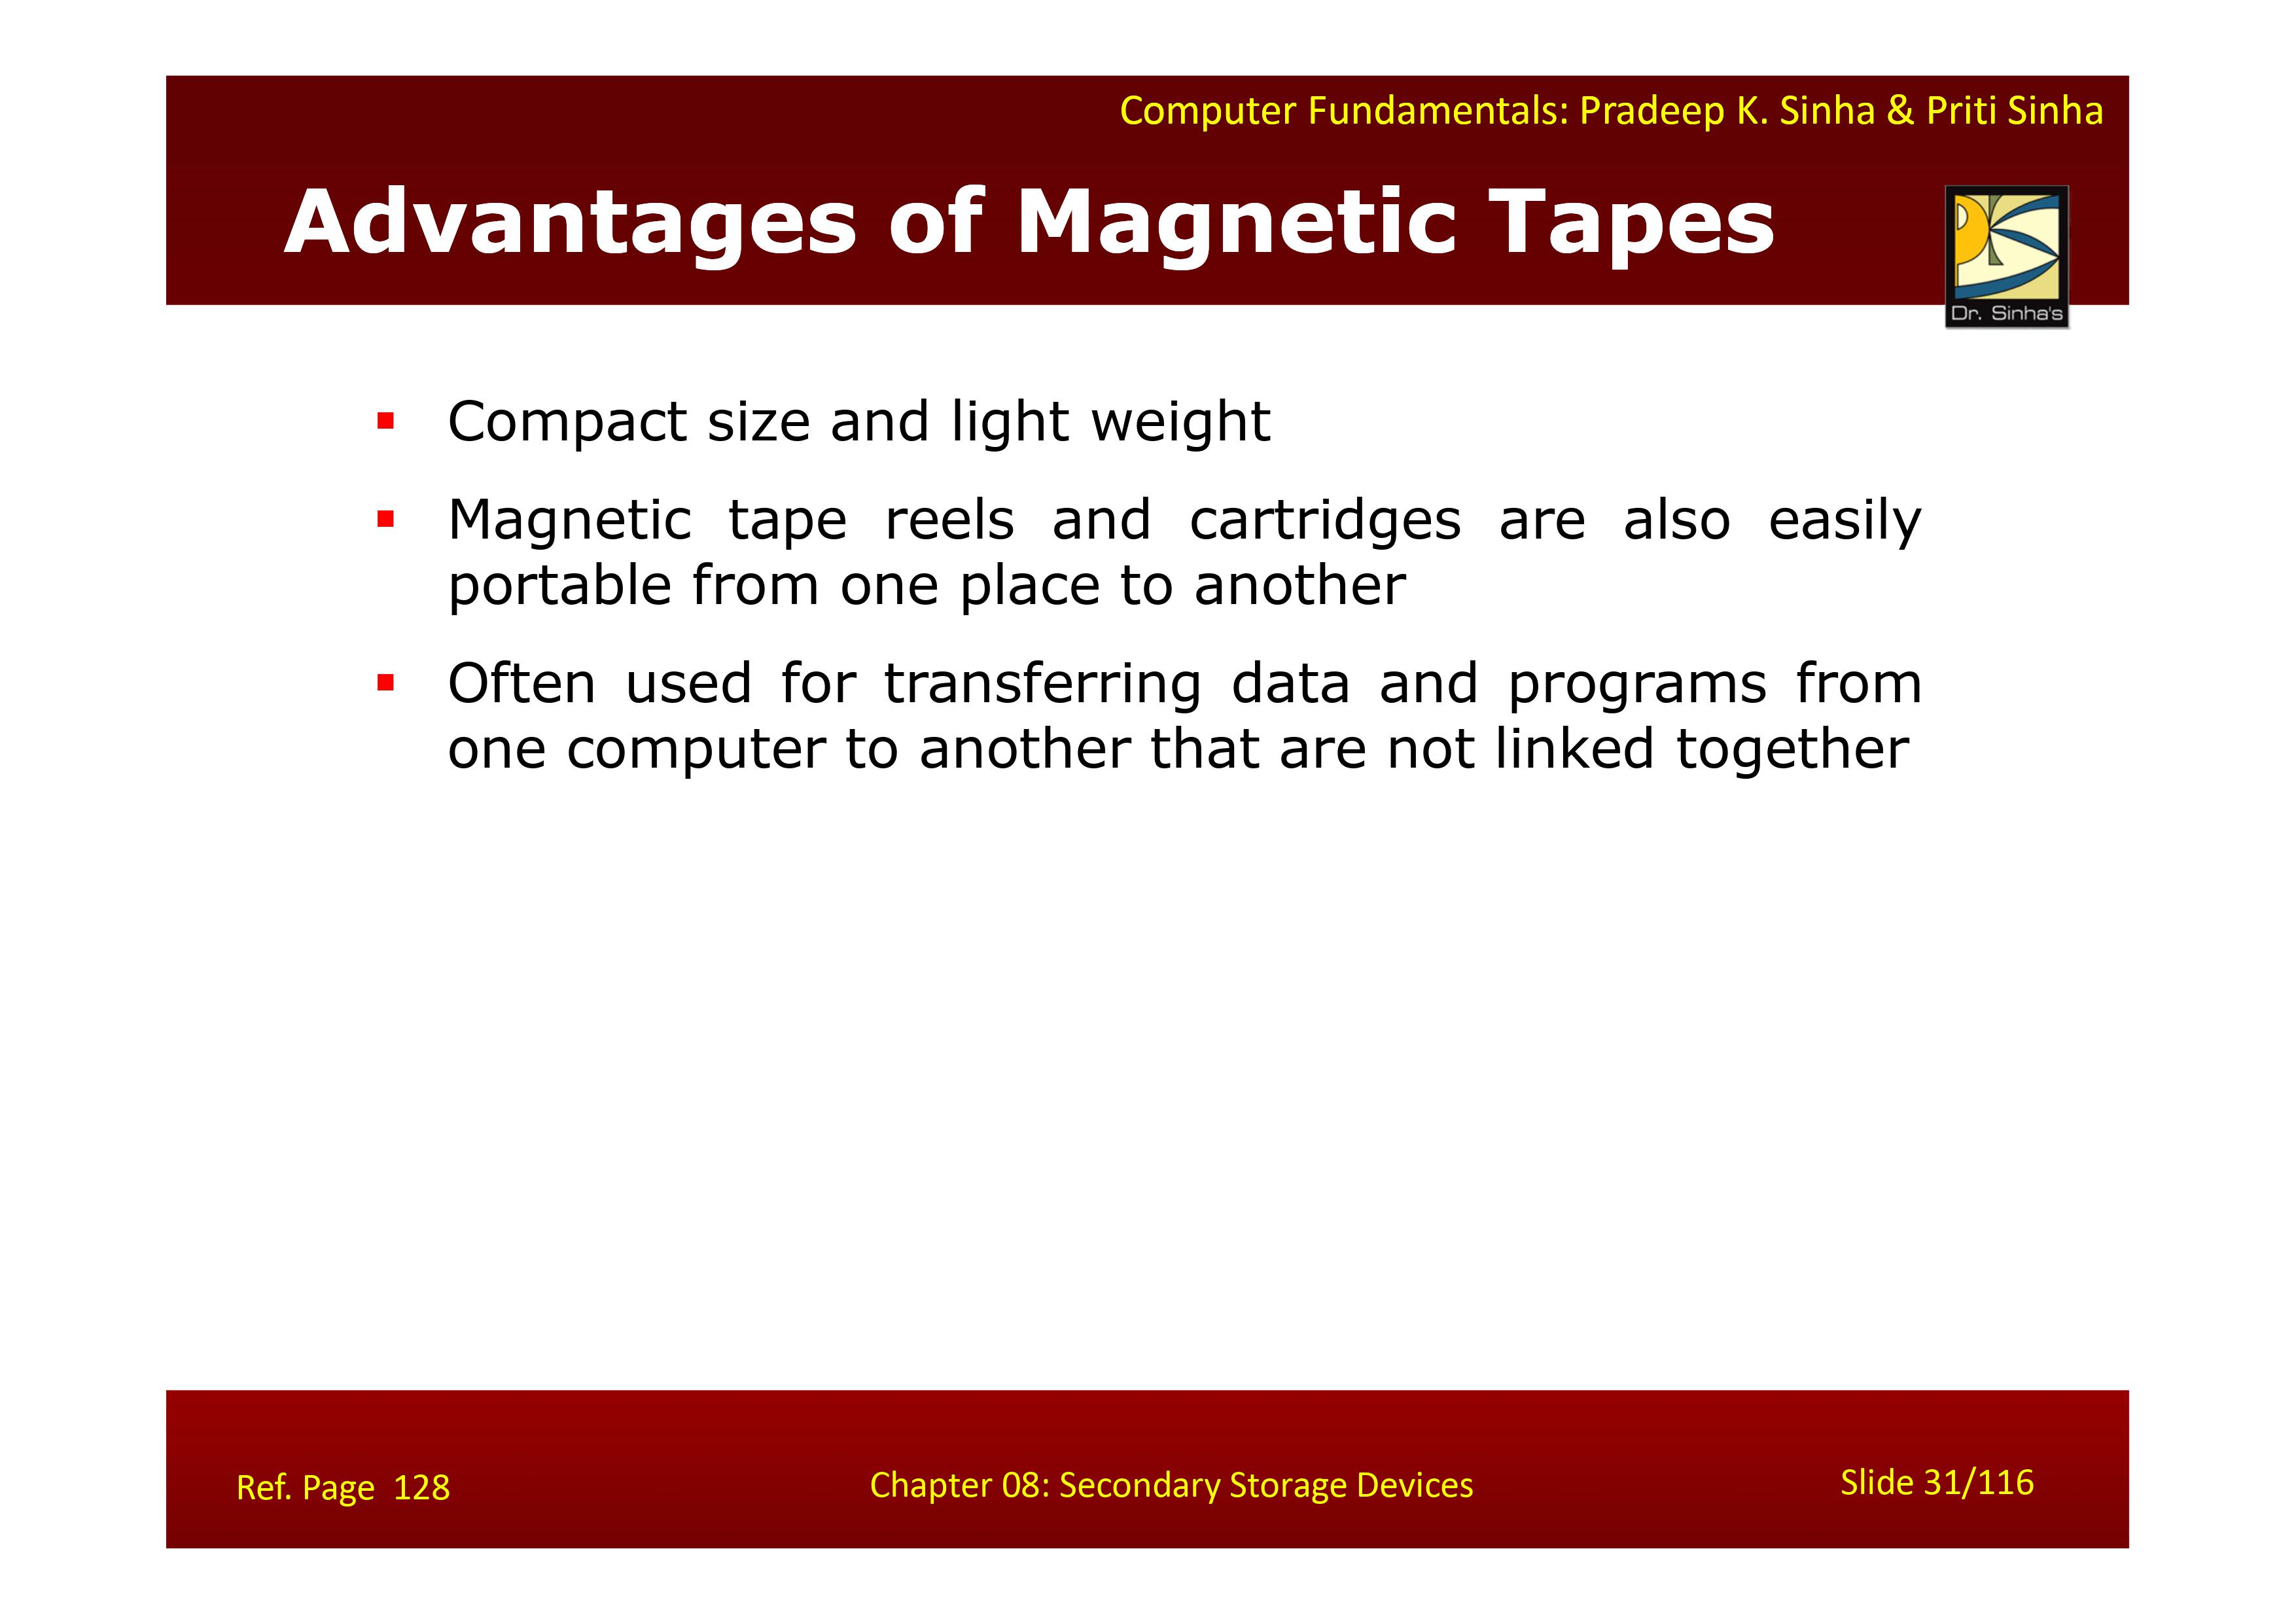 Computer Fundamentals: Pradeep K. Sinha & Priti Sinha
Advantages of Magnetic Tapes
Dr. Sinha's
▪ Compact size and light weight
▪ Magnetic tape reels and cartridges are also easily
portable from one place to another
▪ Often used for transferring data and programs from
one computer to another that are not linked together
Ref. Page 128
Chapter 08: Secondary Storage Devices
Slide 31/116